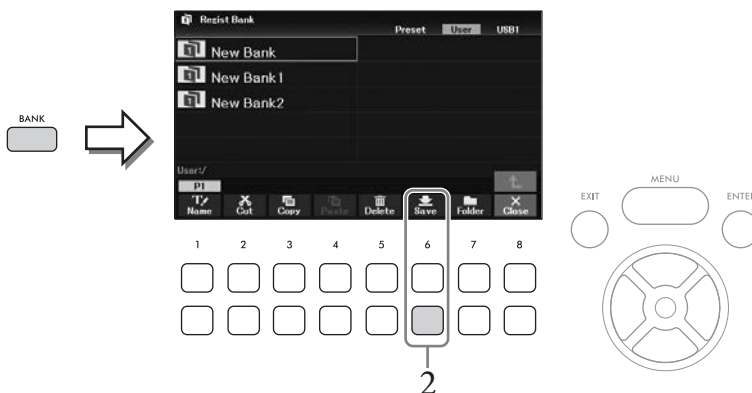 Regist Bank
Preset User USB1
New Bank
New Bank1
New Bank2
BANK
User:/
P1
Name Cut Copy Paste Delete Save Folder Close
MENU
EXIT ENTER
1 2 3 4 5 6 7 8
2